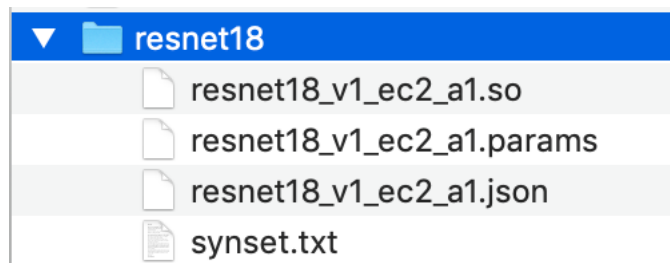 resnet18
resnet18_v1_ec2_a1.so
resnet18_v1_ec2_a1.params
resnet18_v1_ec2_a1.json
synset.txt